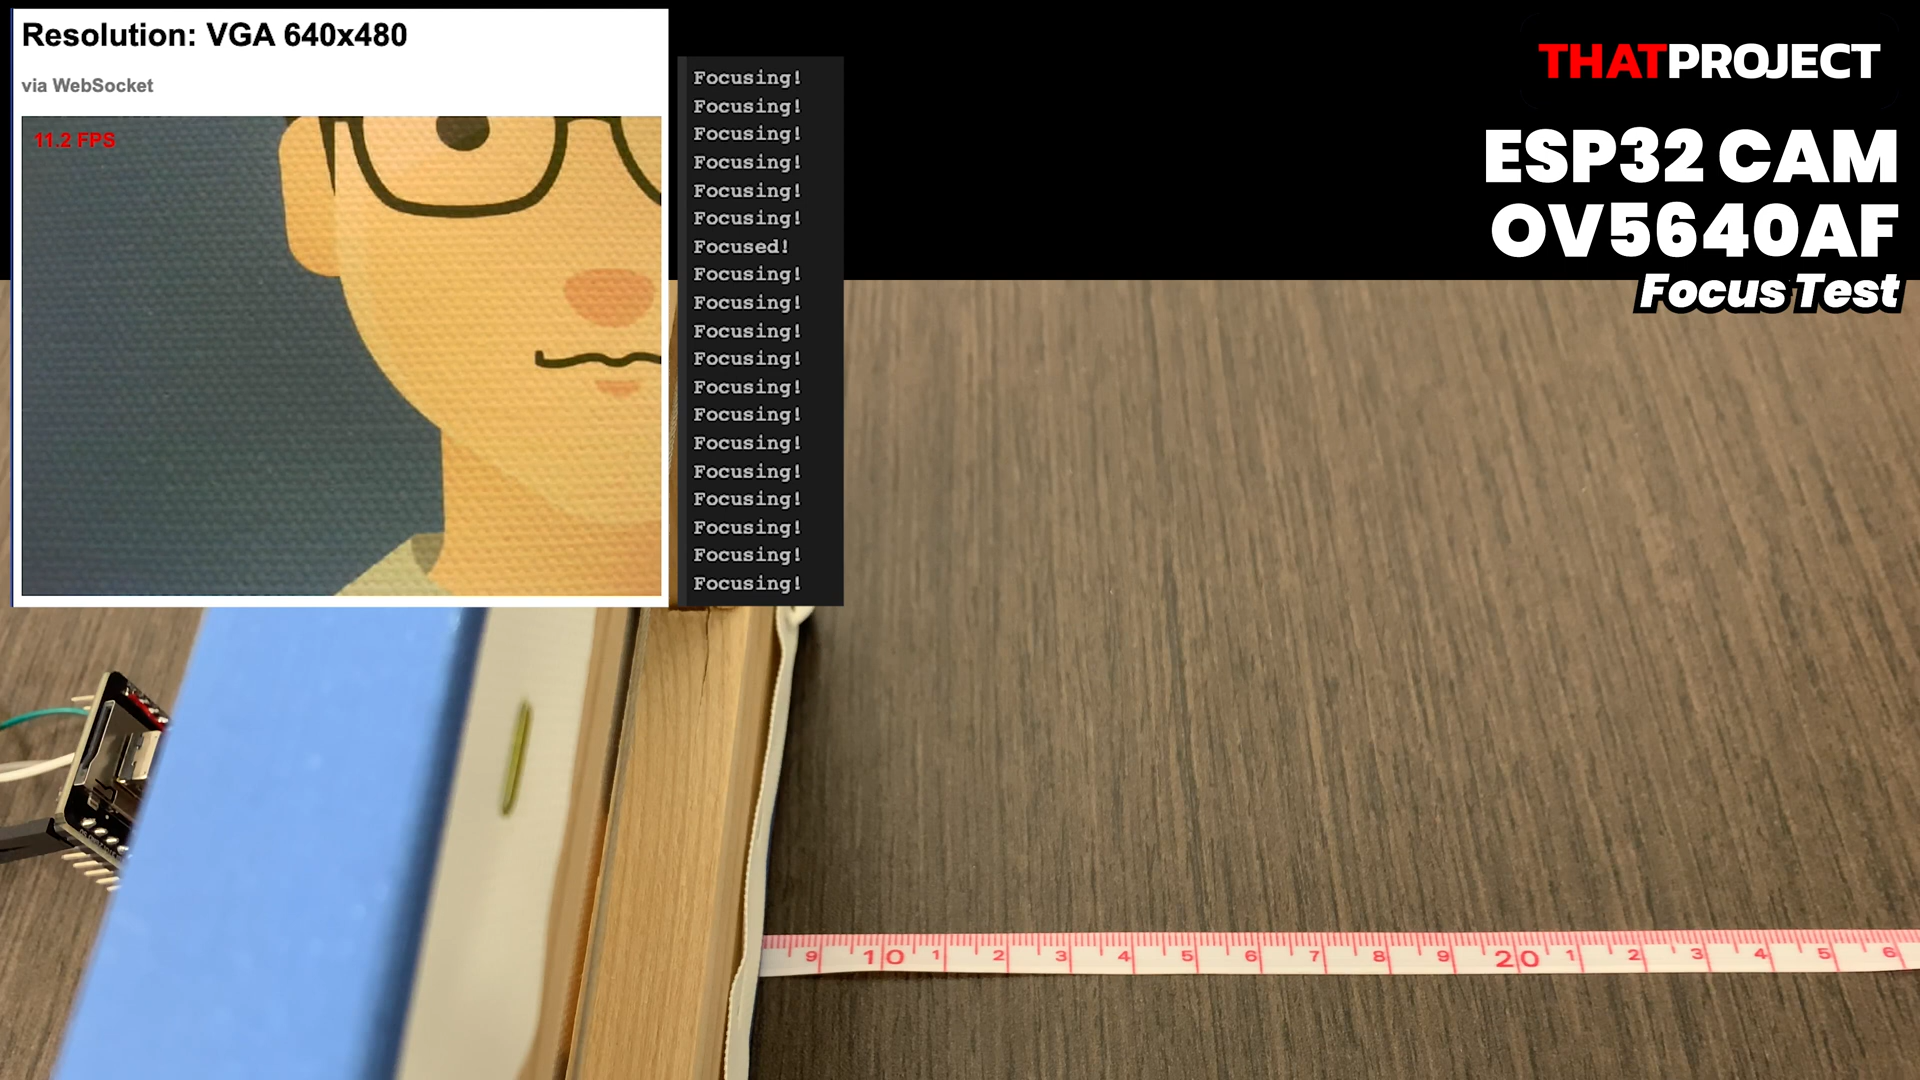 Resolution: VGA 640x480
via WebSocket
11.2 FPS
Focusing!
Focusing!
Focusing!
Focusing!
Focusing!
Focusing!
Focused!
Focusing!
Focusing!
Focusing!
Focusing!
Focusing!
Focusing!
Focusing!
Focusing!
Focusing!
Focusing!
Focusing!
Focusing!
THATPROJECT
ESP32 CAM
OV5640AF
Focus Test
9 10 1 2 3 4 5 6 7 8 9 20 1 2 3 4 5 6